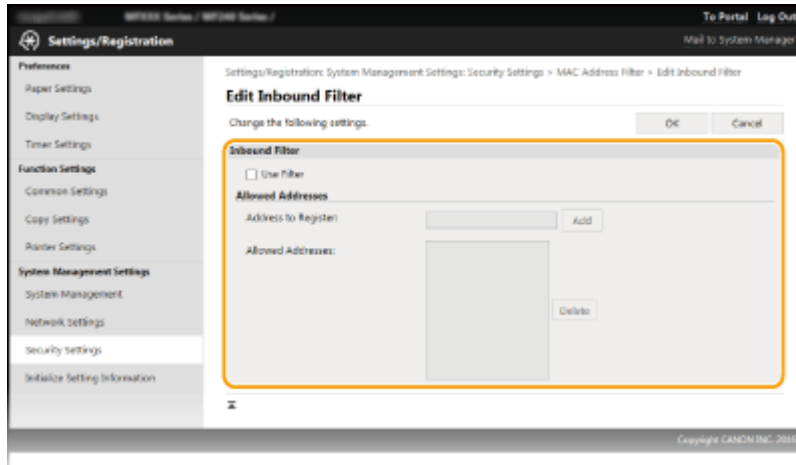 To Portal Log Out
Settings/Registration
Mail to System Manager
Preferences
Paper Settings
Display Settings
Timer Settings
Function Settings
Common Settings
Copy Settings
Printer Settings
System Management Settings
System Management
Network Settings
Security Settings
Initialize Setting Information
Settings/Registration: System Management Settings: Security Settings > MAC Address Filter > Edit Inbound Filter
Edit Inbound Filter
Change the following settings.
OK
Cancel
Inbound Filter
Use Filter
Allowed Addresses
Address to Register:
Add
Allowed Addresses:
Delete
Copyright CANON INC. 2016